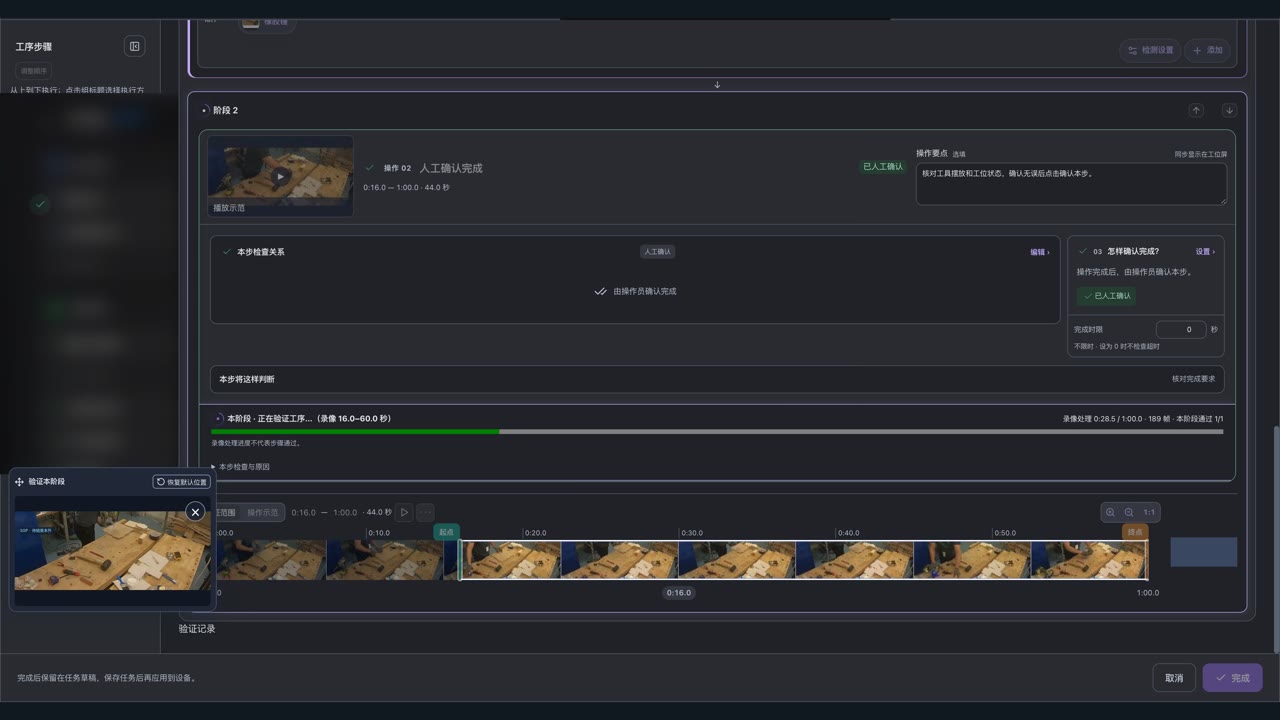 工序步骤
调整顺序
从上到下执行；点击组标题选择执行方
橡胶锤
检测设置
添加
阶段 2
播放示范
操作 02 人工确认完成
0:16.0 — 1:00.0 · 44.0 秒
已人工确认
操作要点 选填
同步显示在工位屏
核对工具摆放和工位状态，确认无误后点击确认本步。
本步检查关系
人工确认
编辑 ›
由操作员确认完成
03 怎样确认完成?
设置 ›
操作完成后，由操作员确认本步。
已人工确认
完成时限
0 秒
不限时 · 设为 0 时不检查超时
本步将这样判断
核对完成要求
本阶段 · 正在验证工序…（录像 16.0–60.0 秒）
录像处理 0:28.5 / 1:00.0 · 189 帧 · 本阶段通过 1/1
录像处理进度不代表步骤通过。
本步检查与原因
验证本阶段
恢复默认位置
证范围
操作示范
0:16.0 — 1:00.0 · 44.0 秒
1:1
:00.0
0:10.0
起点
0:20.0
0:30.0
0:40.0
0:50.0
终点
0
0:16.0
1:00.0
验证记录
完成后保留在任务草稿，保存任务后再应用到设备。
取消
完成